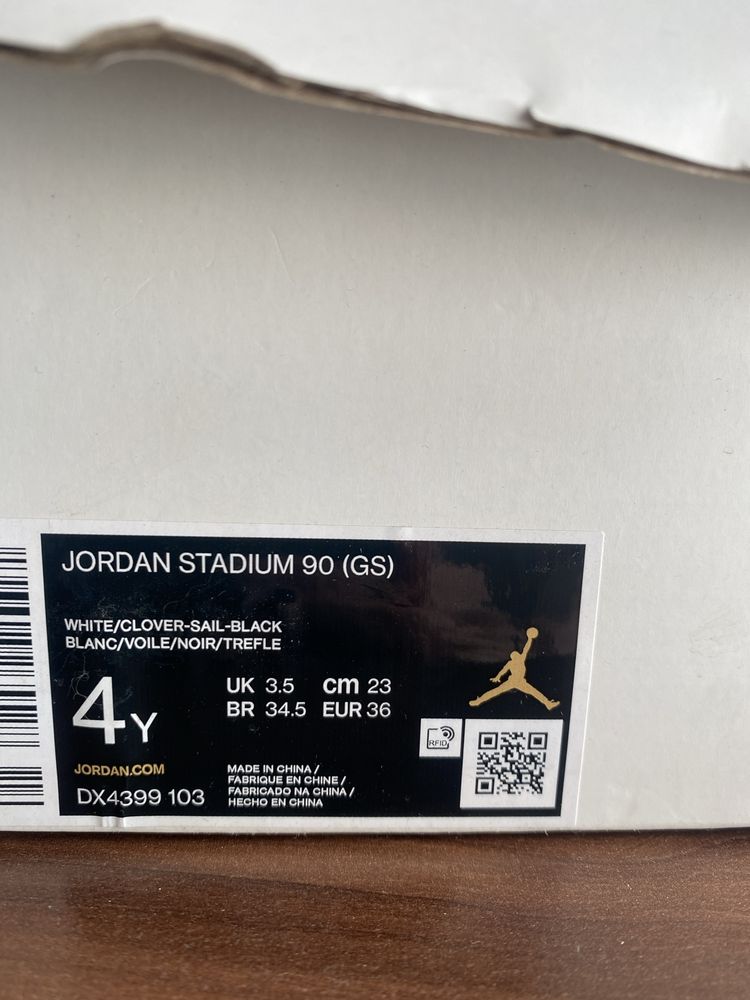 JORDAN STADIUM 90 (GS)
WHITE/CLOVER-SAIL-BLACK
BLANC/VOILE/NOIR/TREFLE
4Y
UK 3.5 cm 23
BR 34.5 EUR 36
RFID
JORDAN.COM
DX4399 103
MADE IN CHINA /
FABRIQUE EN CHINE /
FABRICADO NA CHINA /
HECHO EN CHINA